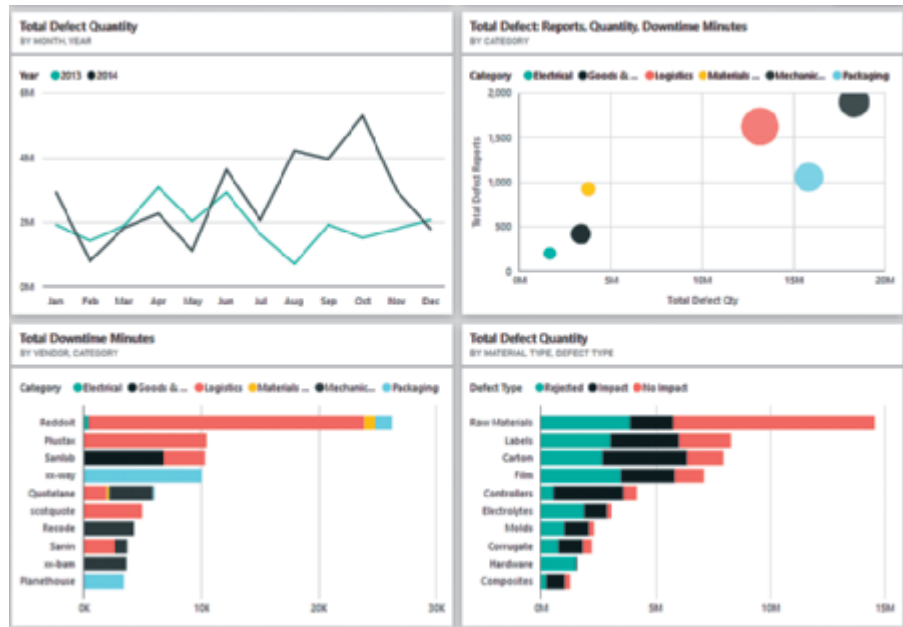 Total Defect Quantity
BY MONTH, YEAR
Year 2013 2014
6M
4M
2M
0M
Jan Feb Mar Apr May Jun Jul Aug Sep Oct Nov Dec
Total Defect: Reports, Quantity, Downtime Minutes
BY CATEGORY
Category Electrical Goods & ... Logistics Materials ... Mechanic... Packaging
Total Defect Reports
2,000
1,500
1,000
500
0
0M 5M 10M 15M 20M
Total Defect Qty
Total Downtime Minutes
BY VENDOR, CATEGORY
Category Electrical Goods & ... Logistics Materials ... Mechanic... Packaging
Reddoit
Plustax
Sanlab
xx-way
Quotelane
scotquote
Recode
Sanin
xx-bam
Planethouse
0K 10K 20K 30K
Total Defect Quantity
BY MATERIAL TYPE, DEFECT TYPE
Defect Type Rejected Impact No Impact
Raw Materials
Labels
Carton
Film
Controllers
Electrolytes
Molds
Corrugate
Hardware
Composites
0M 5M 10M 15M